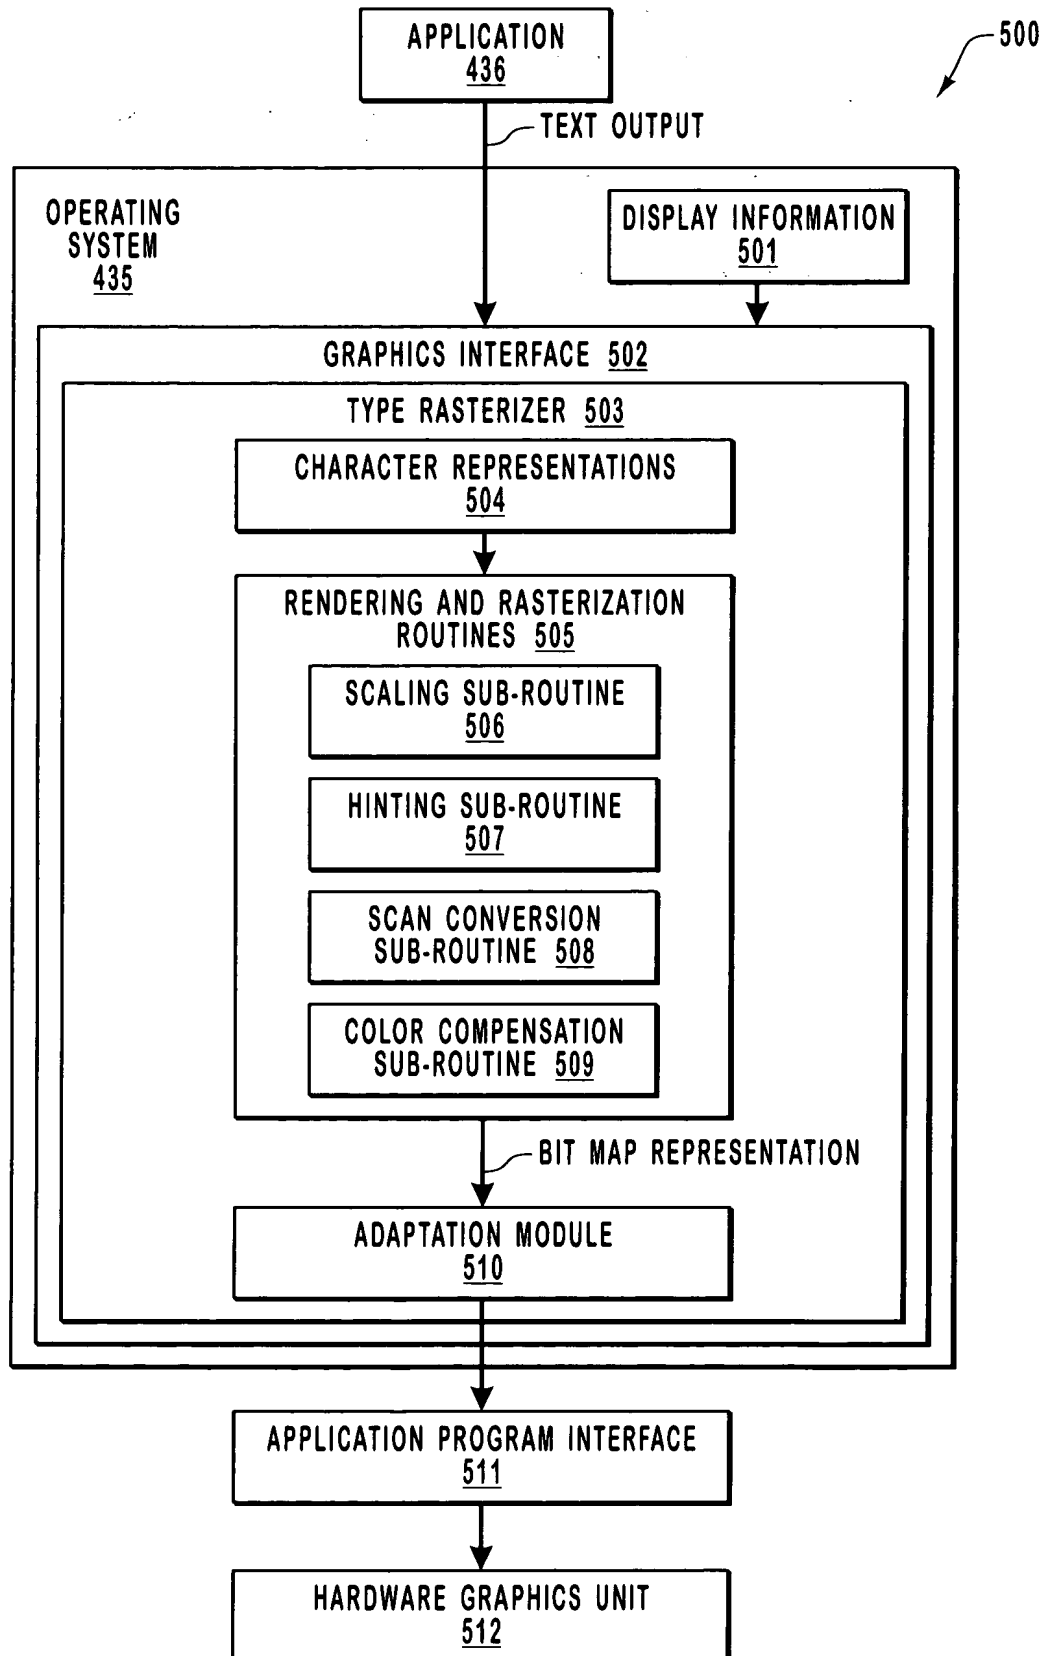 APPLICATION
436
500
TEXT OUTPUT
OPERATING
SYSTEM
435
DISPLAY INFORMATION
501
GRAPHICS INTERFACE 502
TYPE RASTERIZER 503
CHARACTER REPRESENTATIONS
504
RENDERING AND RASTERIZATION
ROUTINES 505
SCALING SUB-ROUTINE
506
HINTING SUB-ROUTINE
507
SCAN CONVERSION
SUB-ROUTINE 508
COLOR COMPENSATION
SUB-ROUTINE 509
BIT MAP REPRESENTATION
ADAPTATION MODULE
510
APPLICATION PROGRAM INTERFACE
511
HARDWARE GRAPHICS UNIT
512